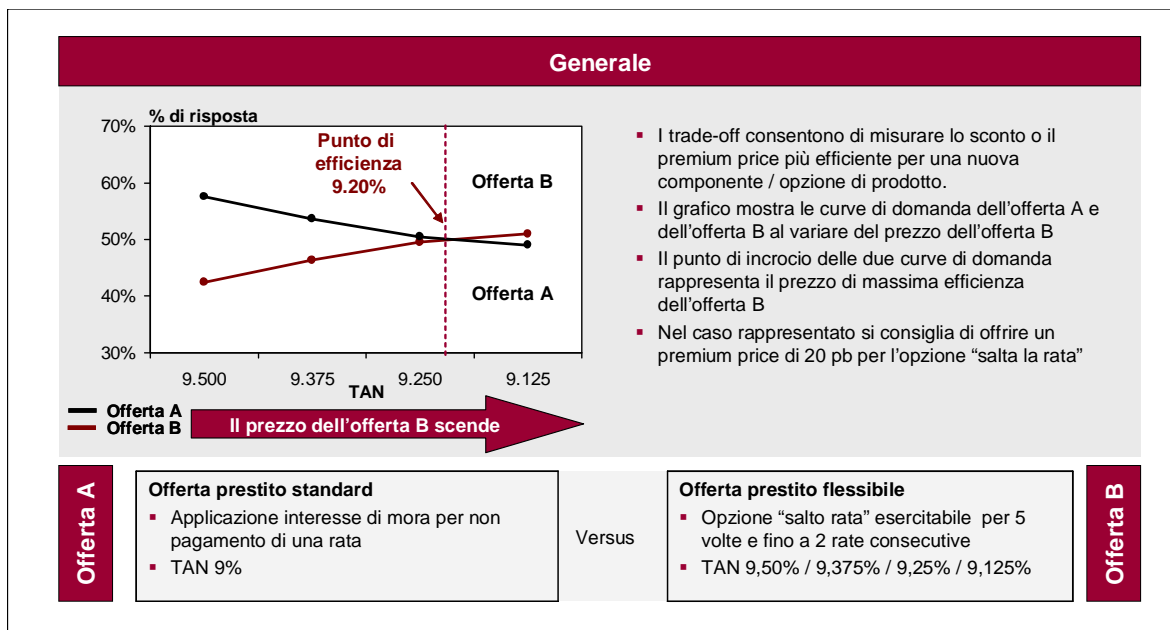 Generale
% di risposta
70%
60%
50%
40%
30%
Punto di
efficienza
9.20%
Offerta B
Offerta A
9.500
9.375
9.250
9.125
TAN
Offerta A
Offerta B
Il prezzo dell'offerta B scende
▪ I trade-off consentono di misurare lo sconto o il
premium price più efficiente per una nuova
componente / opzione di prodotto.
▪ Il grafico mostra le curve di domanda dell'offerta A e
dell'offerta B al variare del prezzo dell'offerta B
▪ Il punto di incrocio delle due curve di domanda
rappresenta il prezzo di massima efficienza
dell'offerta B
▪ Nel caso rappresentato si consiglia di offrire un
premium price di 20 pb per l'opzione "salta la rata"
Offerta A
Offerta prestito standard
▪ Applicazione interesse di mora per non
pagamento di una rata
▪ TAN 9%
Versus
Offerta prestito flessibile
▪ Opzione "salto rata" esercitabile per 5
volte e fino a 2 rate consecutive
▪ TAN 9,50% / 9,375% / 9,25% / 9,125%
Offerta B